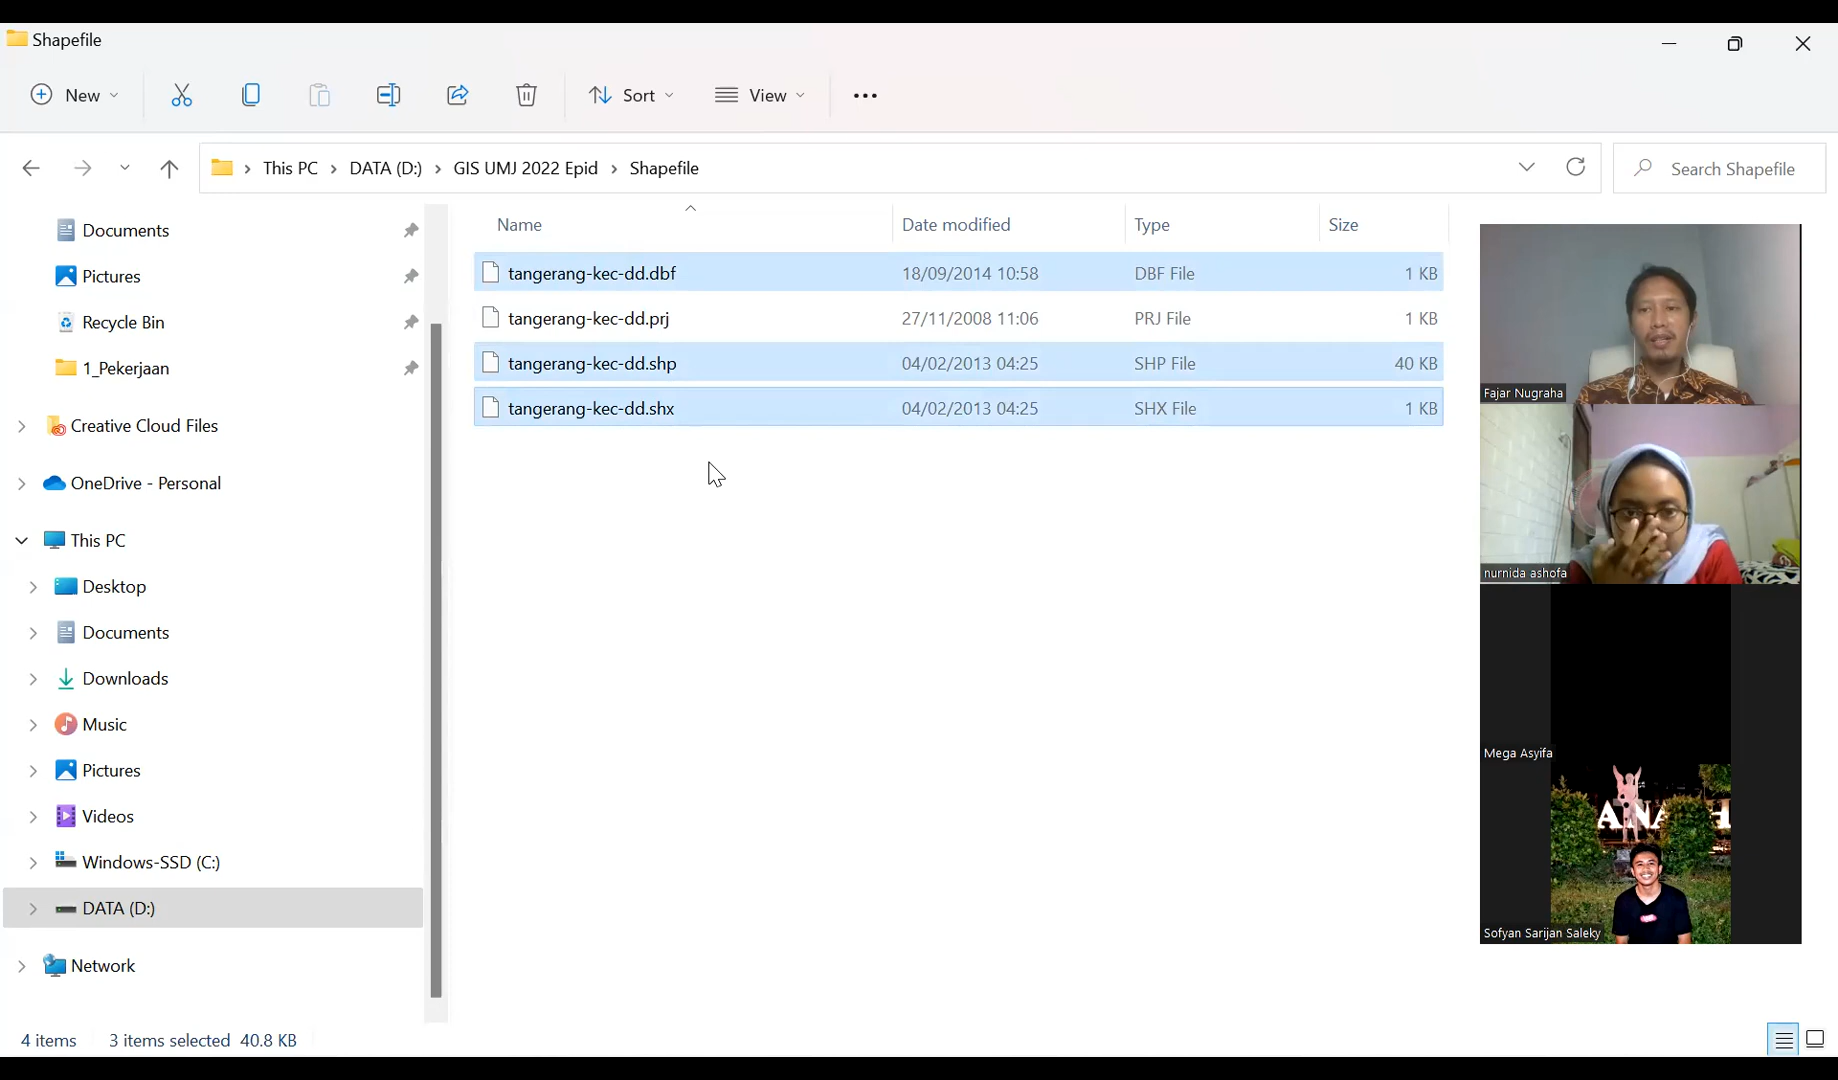 Shapefile
New
Sort
View
This PC
DATA (D:)
GIS UMJ 2022 Epid
Shapefile
Search Shapefile
Documents
Pictures
Recycle Bin
1_Pekerjaan
Creative Cloud Files
OneDrive - Personal
This PC
Desktop
Documents
Downloads
Music
Pictures
Videos
Windows-SSD (C:)
DATA (D:)
Network
Name Date modified Type Size
tangerang-kec-dd.dbf 18/09/2014 10:58 DBF File 1 KB
tangerang-kec-dd.prj 27/11/2008 11:06 PRJ File 1 KB
tangerang-kec-dd.shp 04/02/2013 04:25 SHP File 40 KB
tangerang-kec-dd.shx 04/02/2013 04:25 SHX File 1 KB
Fajar Nugraha
nurnida ashofa
Mega Asyifa
Sofyan Sarijan Saleky
4 items 3 items selected 40.8 KB